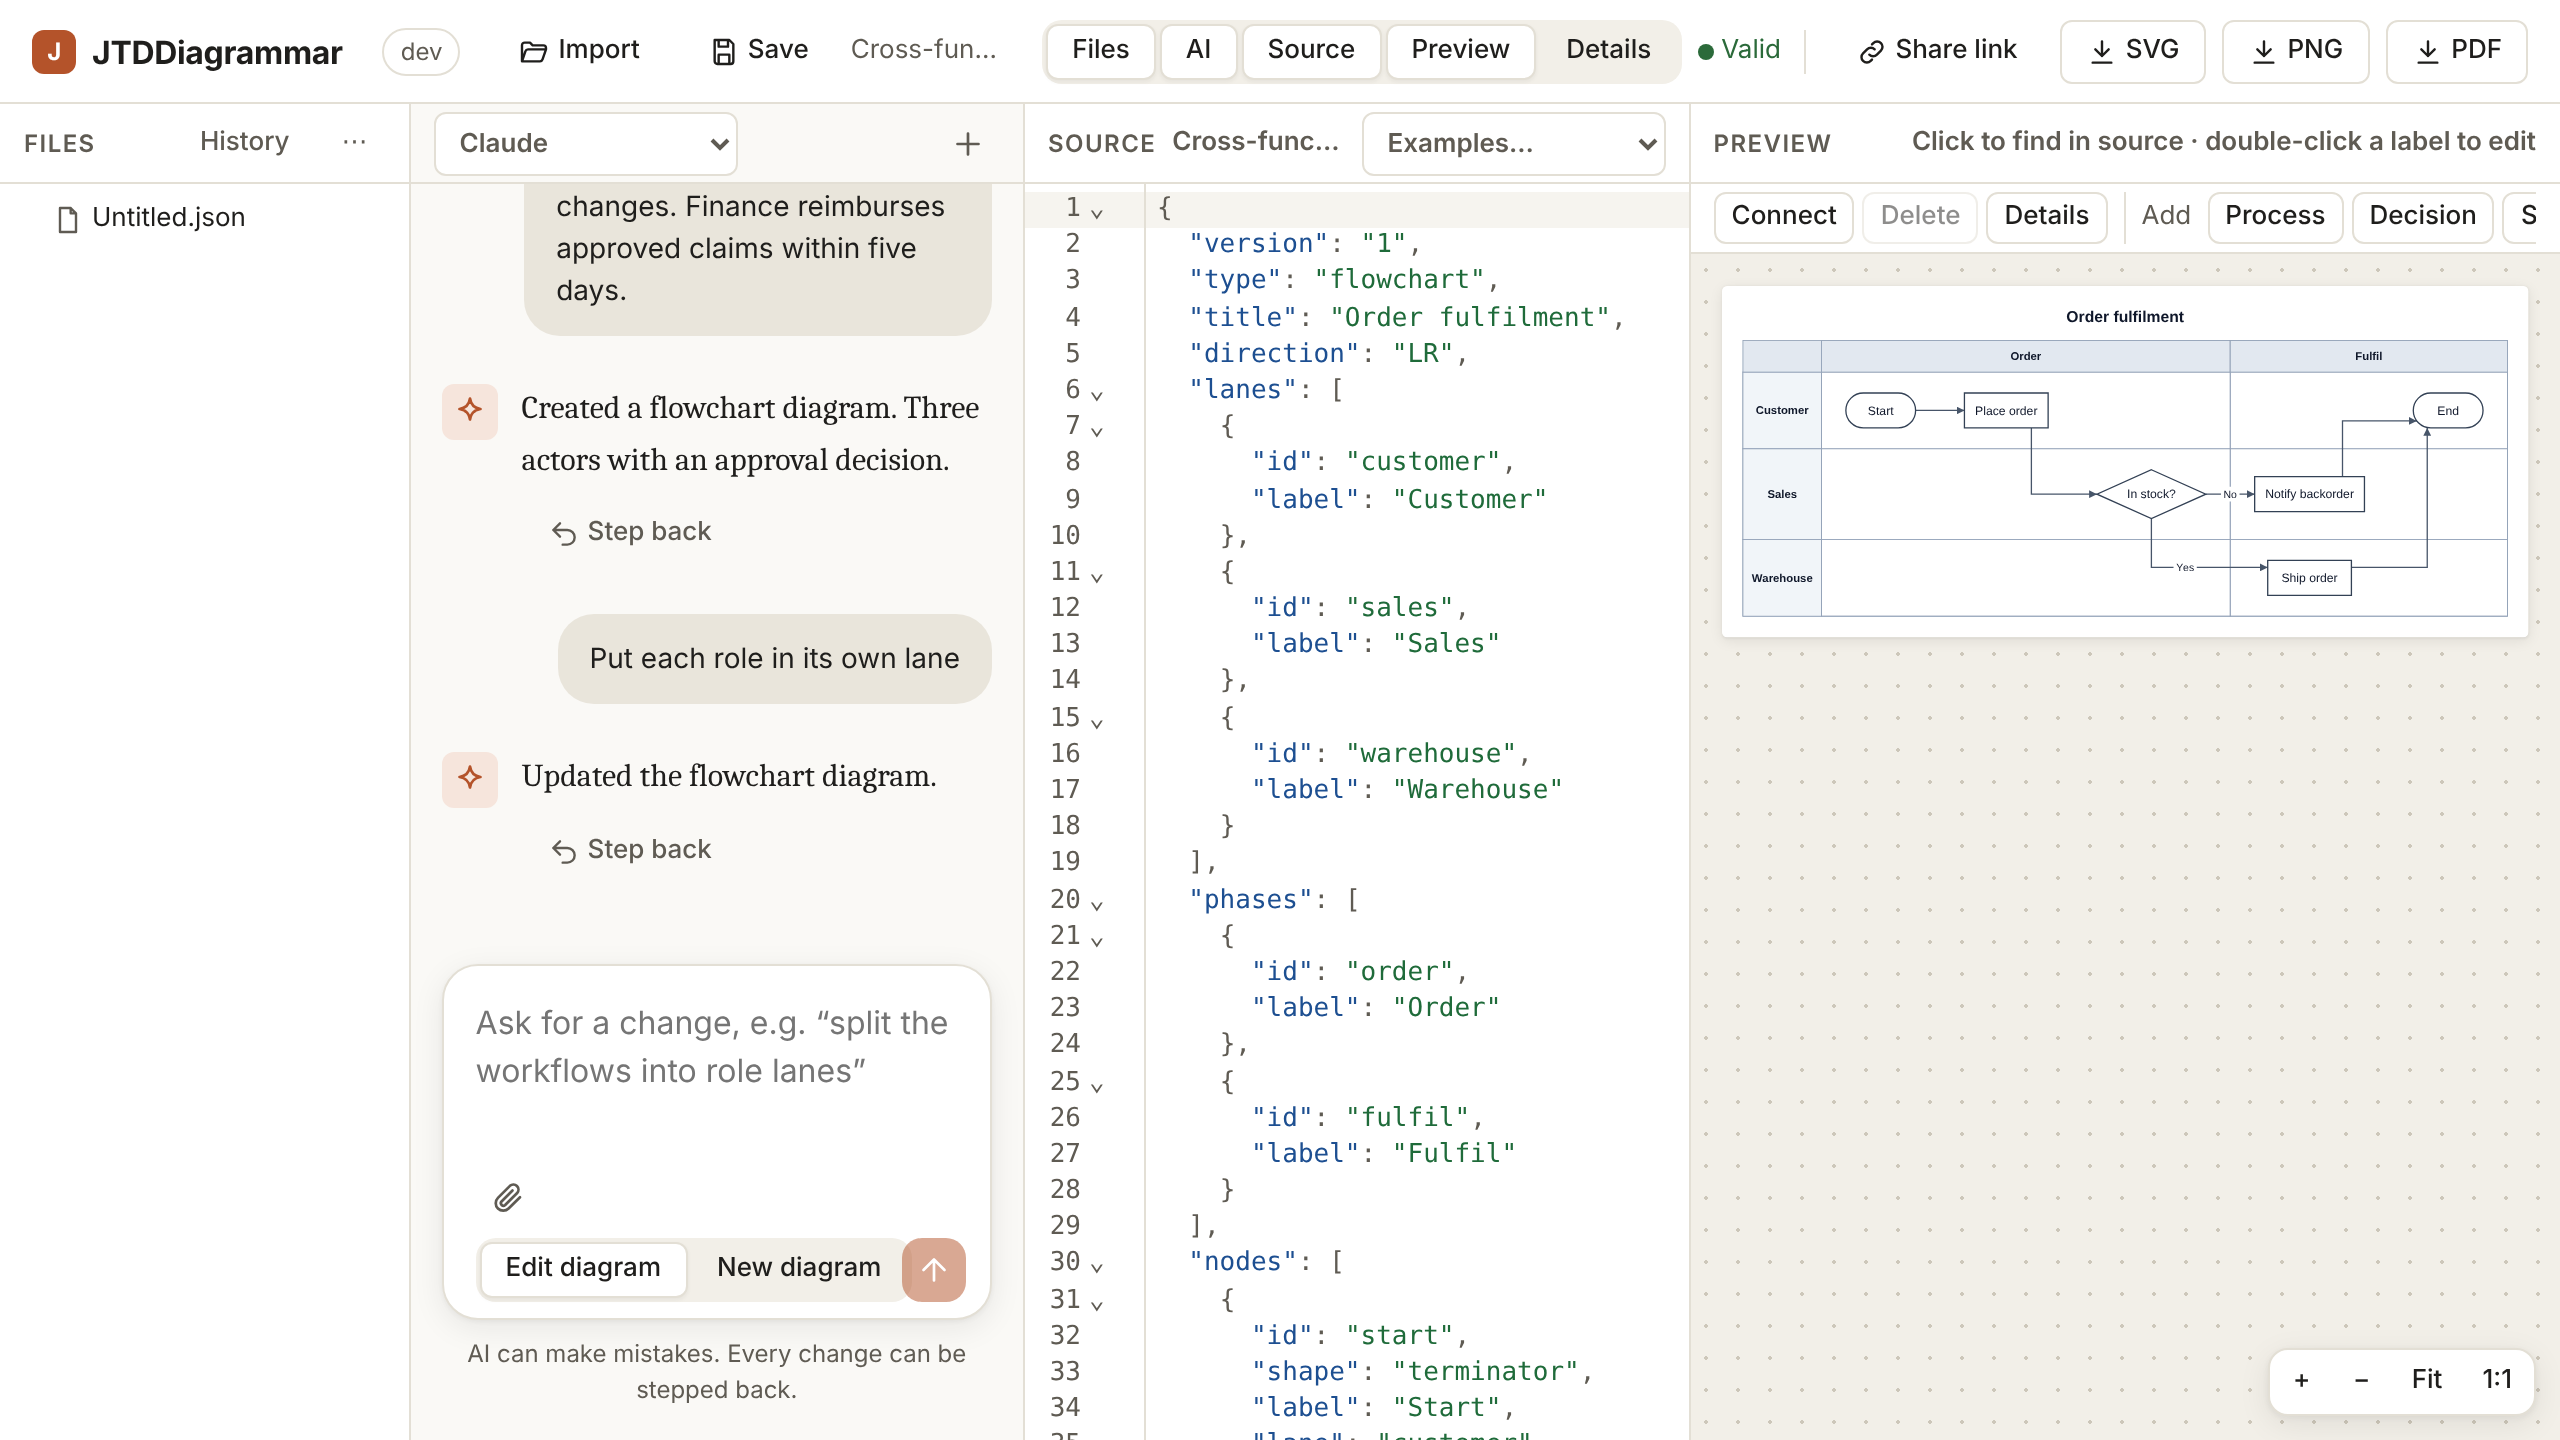 J JTDDiagrammar dev Import Save Cross-fun... Files AI Source Preview Details Valid Share link SVG PNG PDF
FILES History ...
Untitled.json
Claude
changes. Finance reimburses
approved claims within five
days.
Created a flowchart diagram. Three
actors with an approval decision.
Step back
Put each role in its own lane
Updated the flowchart diagram.
Step back
Ask for a change, e.g. “split the
workflows into role lanes”
Edit diagram New diagram
AI can make mistakes. Every change can be
stepped back.
SOURCE Cross-func... Examples...
1 {
2 "version": "1",
3 "type": "flowchart",
4 "title": "Order fulfilment",
5 "direction": "LR",
6 "lanes": [
7 {
8 "id": "customer",
9 "label": "Customer"
10 },
11 {
12 "id": "sales",
13 "label": "Sales"
14 },
15 {
16 "id": "warehouse",
17 "label": "Warehouse"
18 }
19 ],
20 "phases": [
21 {
22 "id": "order",
23 "label": "Order"
24 },
25 {
26 "id": "fulfil",
27 "label": "Fulfil"
28 }
29 ],
30 "nodes": [
31 {
32 "id": "start",
33 "shape": "terminator",
34 "label": "Start",
35 "lane": "customer"
PREVIEW Click to find in source · double-click a label to edit
Connect Delete Details Add Process Decision S
Order fulfilment
Order Fulfil
Customer Start Place order End
Sales In stock? No Notify backorder
Warehouse Yes Ship order
+ − Fit 1:1